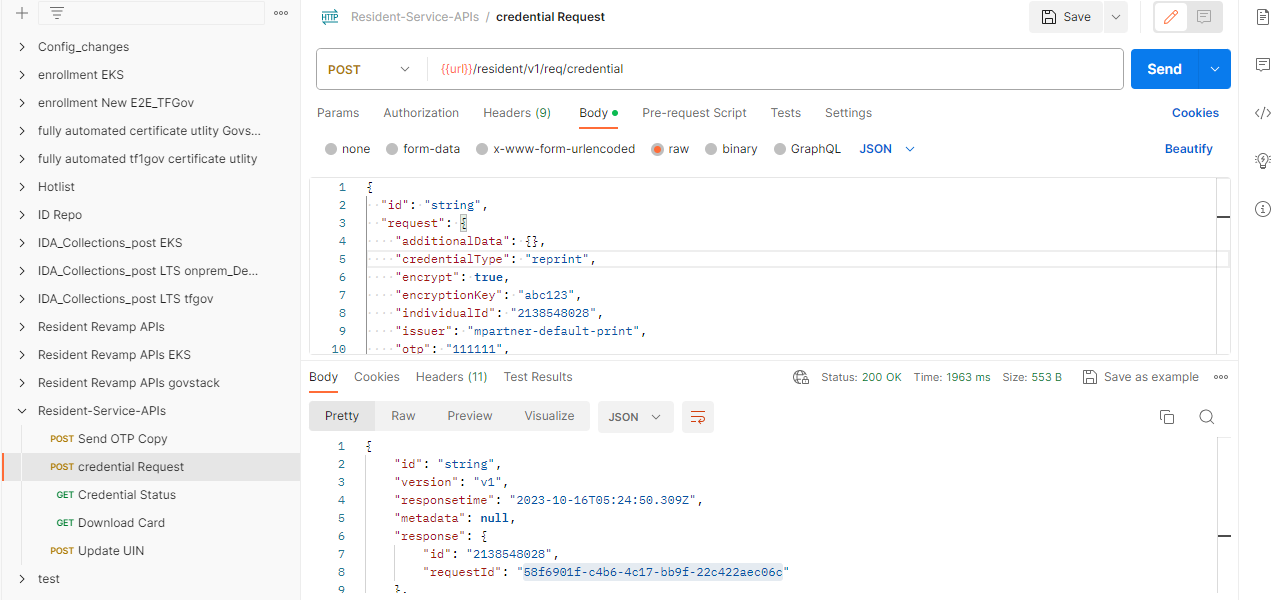 HTTP Resident-Service-APIs / credential Request Save
Config_changes
enrollment EKS
enrollment New E2E_TFGov
fully automated certificate utlity Govs...
fully automated tf1gov certificate utlity
Hotlist
ID Repo
IDA_Collections_post EKS
IDA_Collections_post LTS onprem_De...
IDA_Collections_post LTS tfgov
Resident Revamp APIs
Resident Revamp APIs EKS
Resident Revamp APIs govstack
Resident-Service-APIs
POST Send OTP Copy
POST credential Request
GET Credential Status
GET Download Card
POST Update UIN
test
POST {{url}}/resident/v1/req/credential Send
Params Authorization Headers (9) Body Pre-request Script Tests Settings Cookies
none form-data x-www-form-urlencoded raw binary GraphQL JSON Beautify
1 {
2 "id": "string",
3 "request": {
4 "additionalData": {},
5 "credentialType": "reprint",
6 "encrypt": true,
7 "encryptionKey": "abc123",
8 "individualId": "2138548028",
9 "issuer": "mpartner-default-print",
10 "otp": "111111",
Body Cookies Headers (11) Test Results Status: 200 OK Time: 1963 ms Size: 553 B Save as example
Pretty Raw Preview Visualize JSON
1 {
2 "id": "string",
3 "version": "v1",
4 "responsetime": "2023-10-16T05:24:50.309Z",
5 "metadata": null,
6 "response": {
7 "id": "2138548028",
8 "requestId": "58f6901f-c4b6-4c17-bb9f-22c422aec06c"
9 },